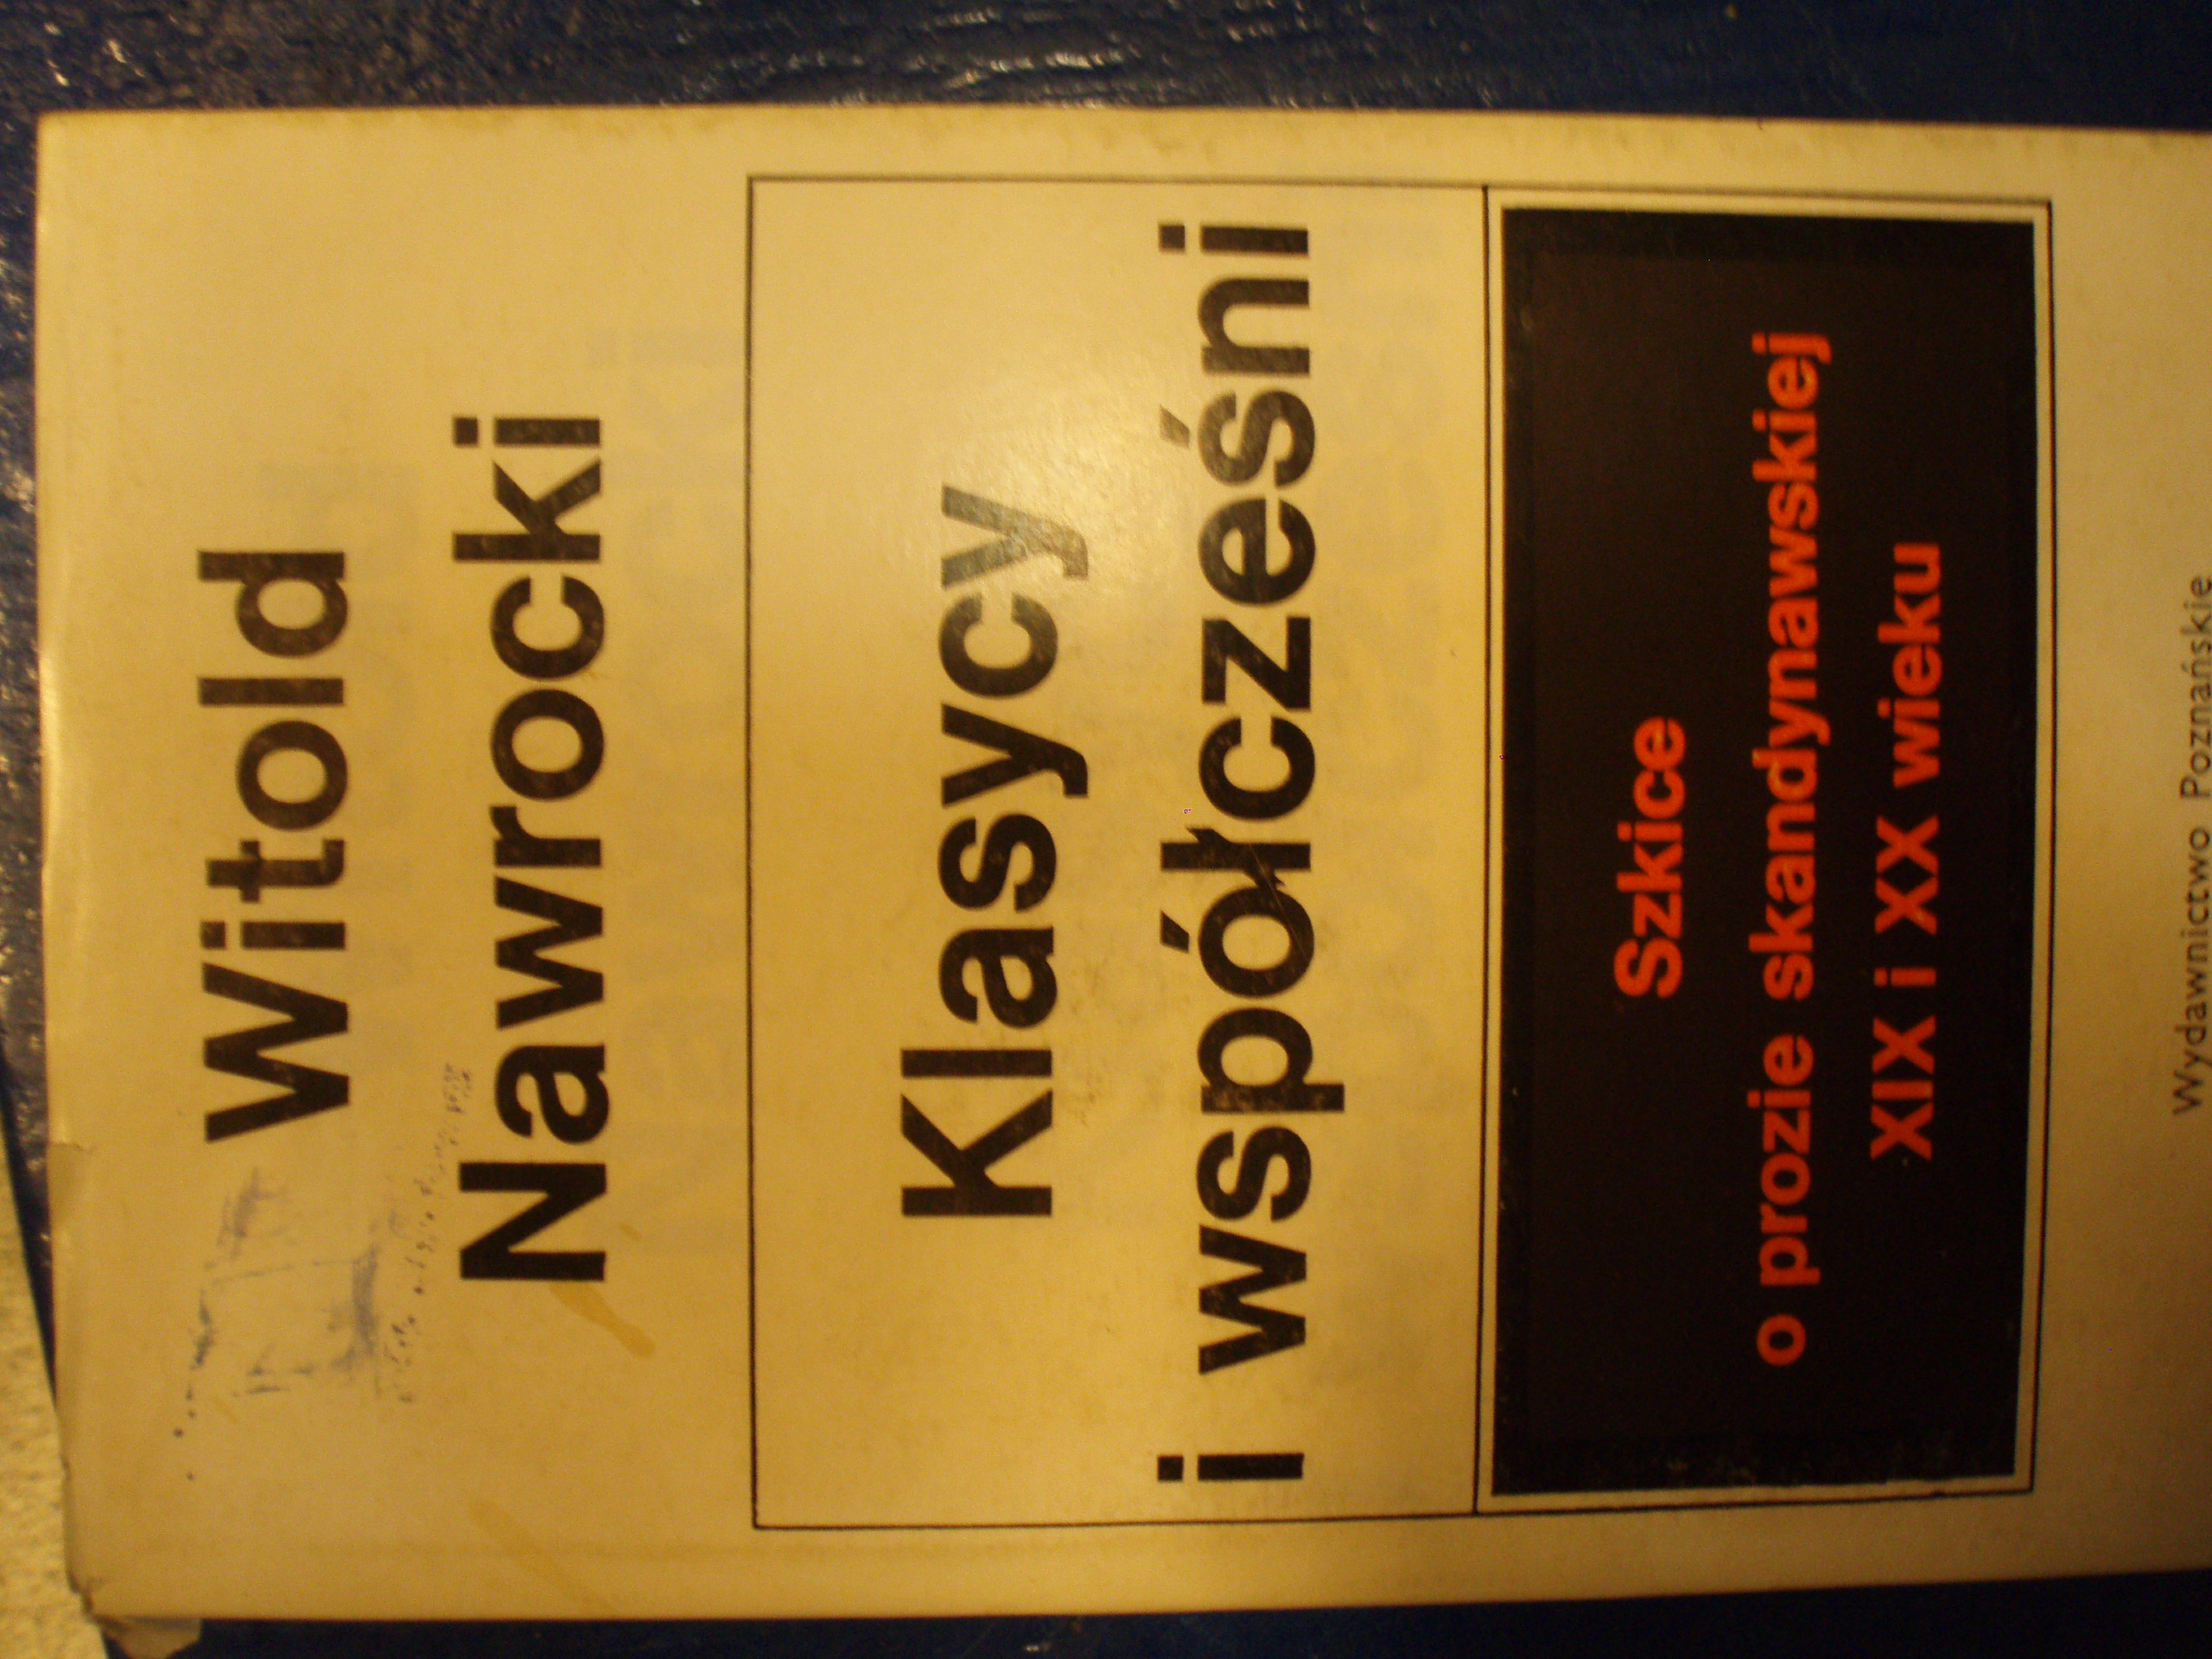 Witold
Nawrocki
Klasycy
i współcześni
Szkice
o prozie skandynawskiej
XIX i XX wieku
Wydawnictwo Poznańskie